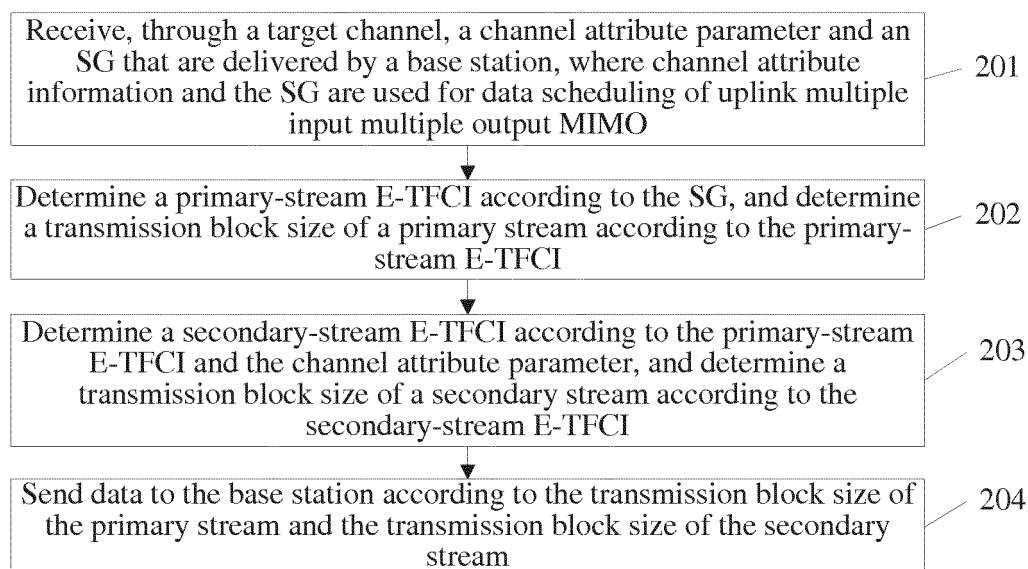 Receive, through a target channel, a channel attribute parameter and an
SG that are delivered by a base station, where channel attribute
information and the SG are used for data scheduling of uplink multiple
input multiple output MIMO
201
Determine a primary-stream E-TFCI according to the SG, and determine
a transmission block size of a primary stream according to the primary-
stream E-TFCI
202
Determine a secondary-stream E-TFCI according to the primary-stream
E-TFCI and the channel attribute parameter, and determine a
transmission block size of a secondary stream according to the
secondary-stream E-TFCI
203
Send data to the base station according to the transmission block size of
the primary stream and the transmission block size of the secondary
stream
204